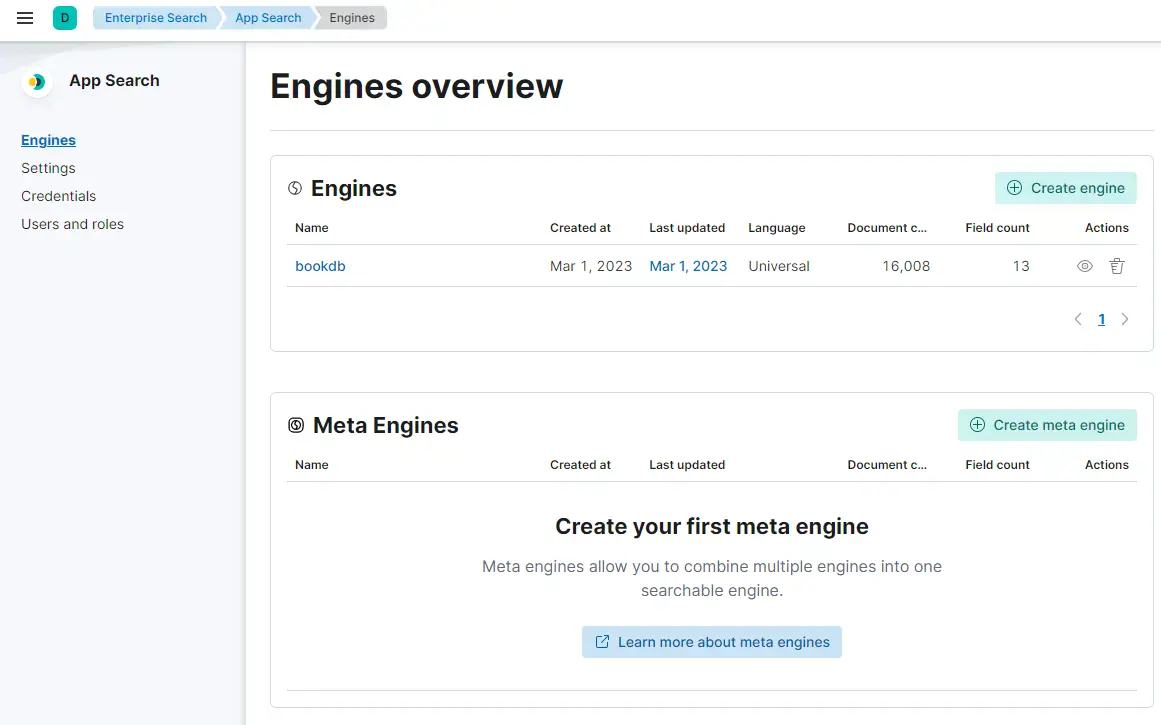 D Enterprise Search App Search Engines
App Search
Engines
Settings
Credentials
Users and roles
Engines overview
Engines
Create engine
Name Created at Last updated Language Document c... Field count Actions
bookdb Mar 1, 2023 Mar 1, 2023 Universal 16,008 13
1
Meta Engines
Create meta engine
Name Created at Last updated Document c... Field count Actions
Create your first meta engine
Meta engines allow you to combine multiple engines into one
searchable engine.
Learn more about meta engines